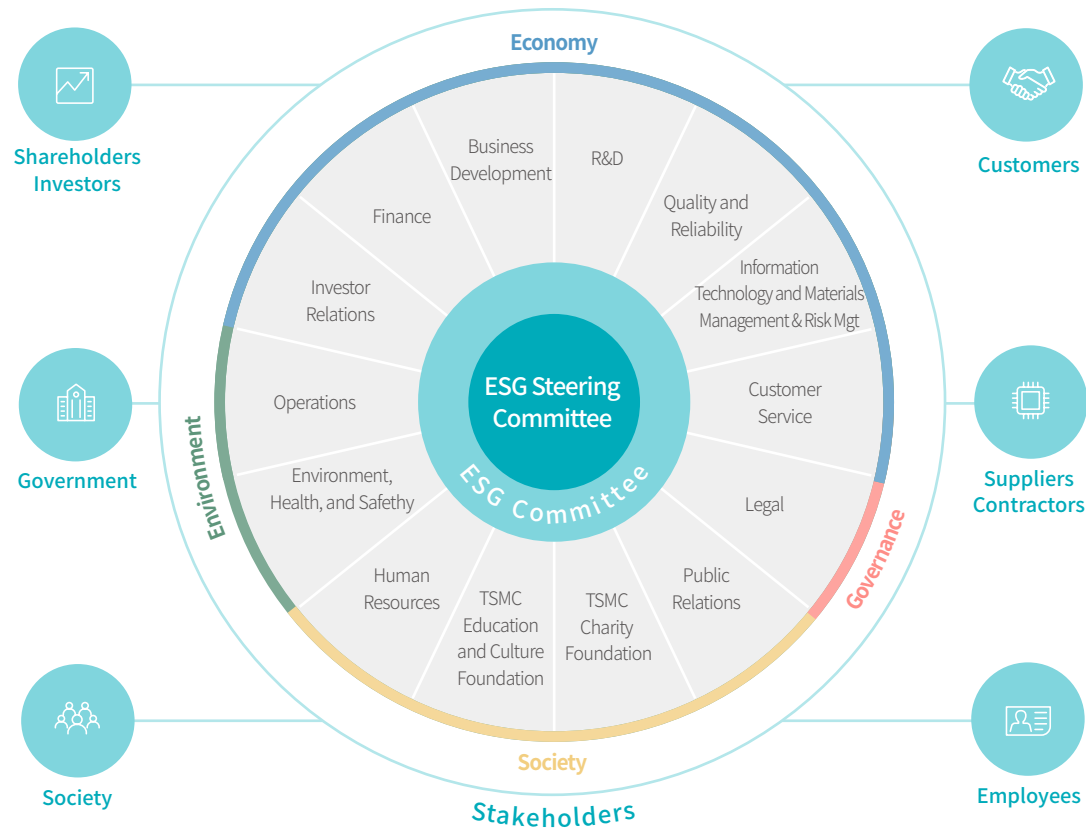 Economy
Shareholders
Investors
Customers
Business
Development
R&D
Finance
Quality and
Reliability
Investor
Relations
Information
Technology and Materials
Management & Risk Mgt
Operations
ESG Steering
Committee
ESG Committee
Customer
Service
Government
Environment
Environment,
Health, and Safethy
Legal
Suppliers
Contractors
Governance
Human
Resources
TSMC
Education
and Culture
Foundation
TSMC
Charity
Foundation
Public
Relations
Society
Society
Stakeholders
Employees